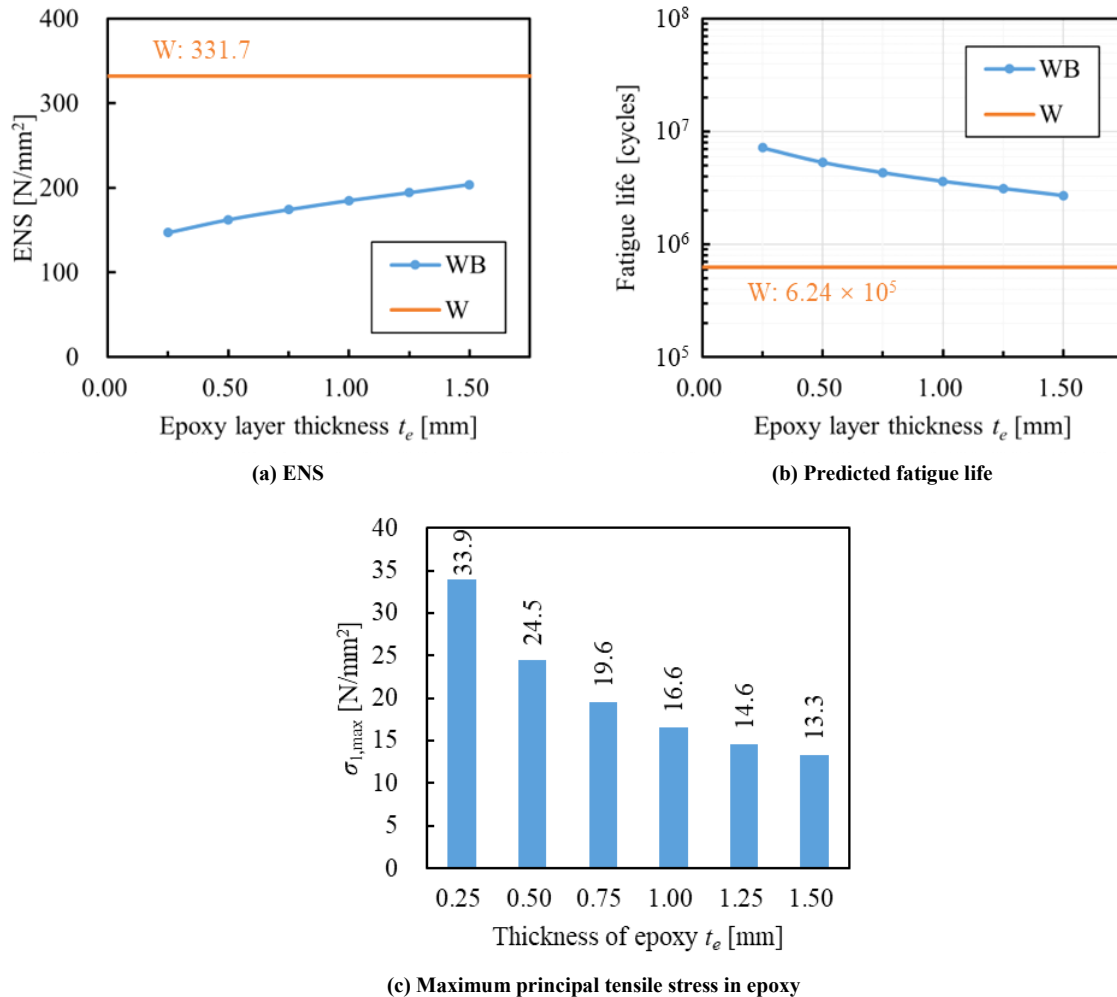 400
300
200
100
0
ENS [N/mm²]
W: 331.7
WB
W
0.00 0.50 1.00 1.50
Epoxy layer thickness tₑ [mm]
(a) ENS
10⁸
10⁷
10⁶
10⁵
Fatigue life [cycles]
WB
W
W: 6.24 × 10⁵
0.00 0.50 1.00 1.50
Epoxy layer thickness tₑ [mm]
(b) Predicted fatigue life
40
35
30
25
20
15
10
5
0
σ₁,max [N/mm²]
33.9
24.5
19.6
16.6
14.6
13.3
0.25 0.50 0.75 1.00 1.25 1.50
Thickness of epoxy tₑ [mm]
(c) Maximum principal tensile stress in epoxy